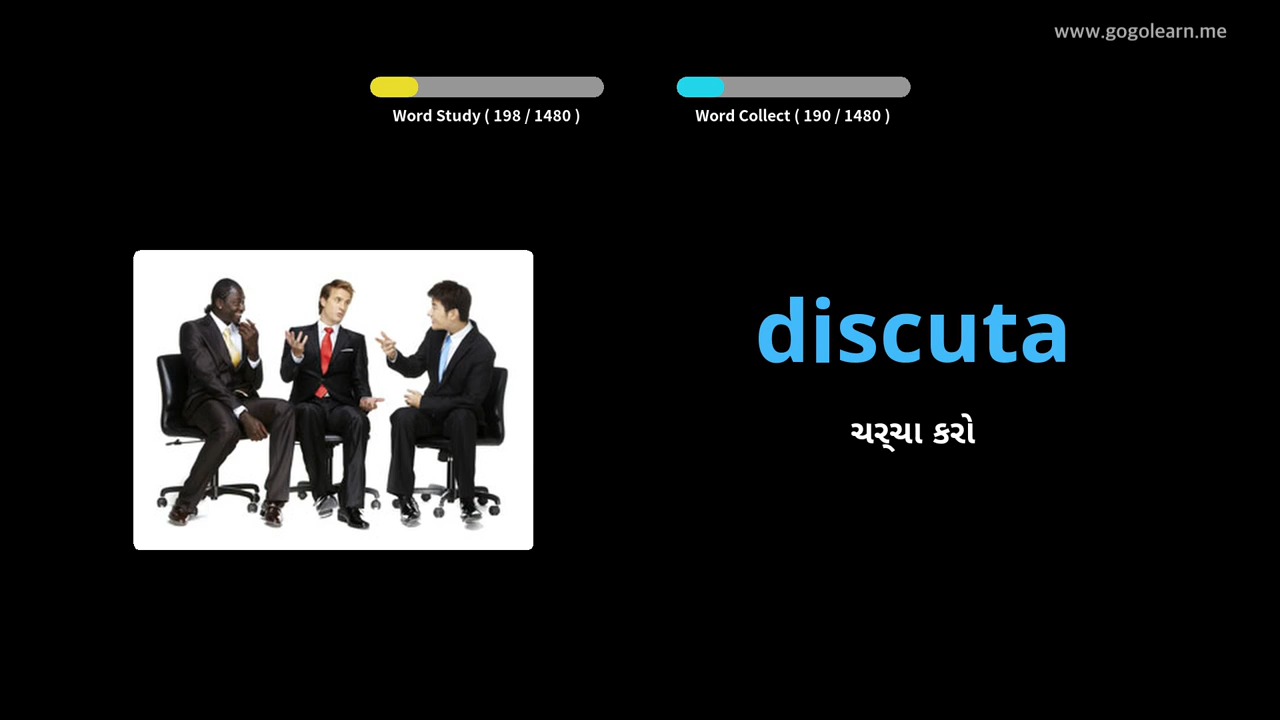 www.gogolearn.me
Word Study ( 198 / 1480 )
Word Collect ( 190 / 1480 )
discuta
ચર્ચા કરો